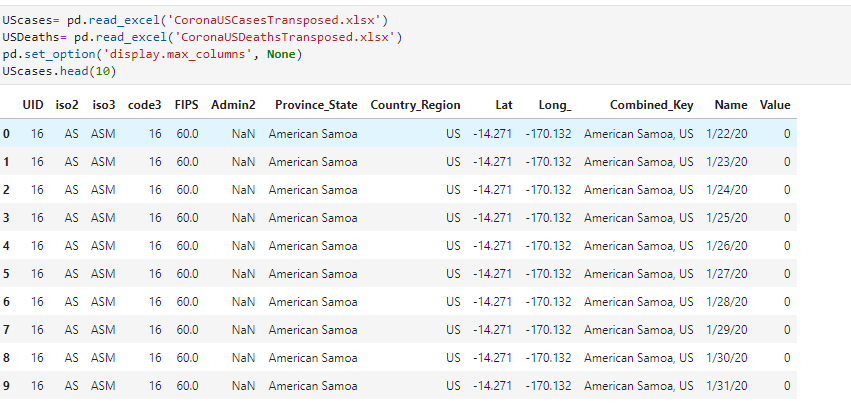 UScases= pd.read_excel('CoronaUSCasesTransposed.xlsx')
USDeaths= pd.read_excel('CoronaUSDeathsTransposed.xlsx')
pd.set_option('display.max_columns', None)
UScases.head(10)
UID iso2 iso3 code3 FIPS Admin2 Province_State Country_Region Lat Long_ Combined_Key Name Value
0 16 AS ASM 16 60.0 NaN American Samoa US -14.271 -170.132 American Samoa, US 1/22/20 0
1 16 AS ASM 16 60.0 NaN American Samoa US -14.271 -170.132 American Samoa, US 1/23/20 0
2 16 AS ASM 16 60.0 NaN American Samoa US -14.271 -170.132 American Samoa, US 1/24/20 0
3 16 AS ASM 16 60.0 NaN American Samoa US -14.271 -170.132 American Samoa, US 1/25/20 0
4 16 AS ASM 16 60.0 NaN American Samoa US -14.271 -170.132 American Samoa, US 1/26/20 0
5 16 AS ASM 16 60.0 NaN American Samoa US -14.271 -170.132 American Samoa, US 1/27/20 0
6 16 AS ASM 16 60.0 NaN American Samoa US -14.271 -170.132 American Samoa, US 1/28/20 0
7 16 AS ASM 16 60.0 NaN American Samoa US -14.271 -170.132 American Samoa, US 1/29/20 0
8 16 AS ASM 16 60.0 NaN American Samoa US -14.271 -170.132 American Samoa, US 1/30/20 0
9 16 AS ASM 16 60.0 NaN American Samoa US -14.271 -170.132 American Samoa, US 1/31/20 0